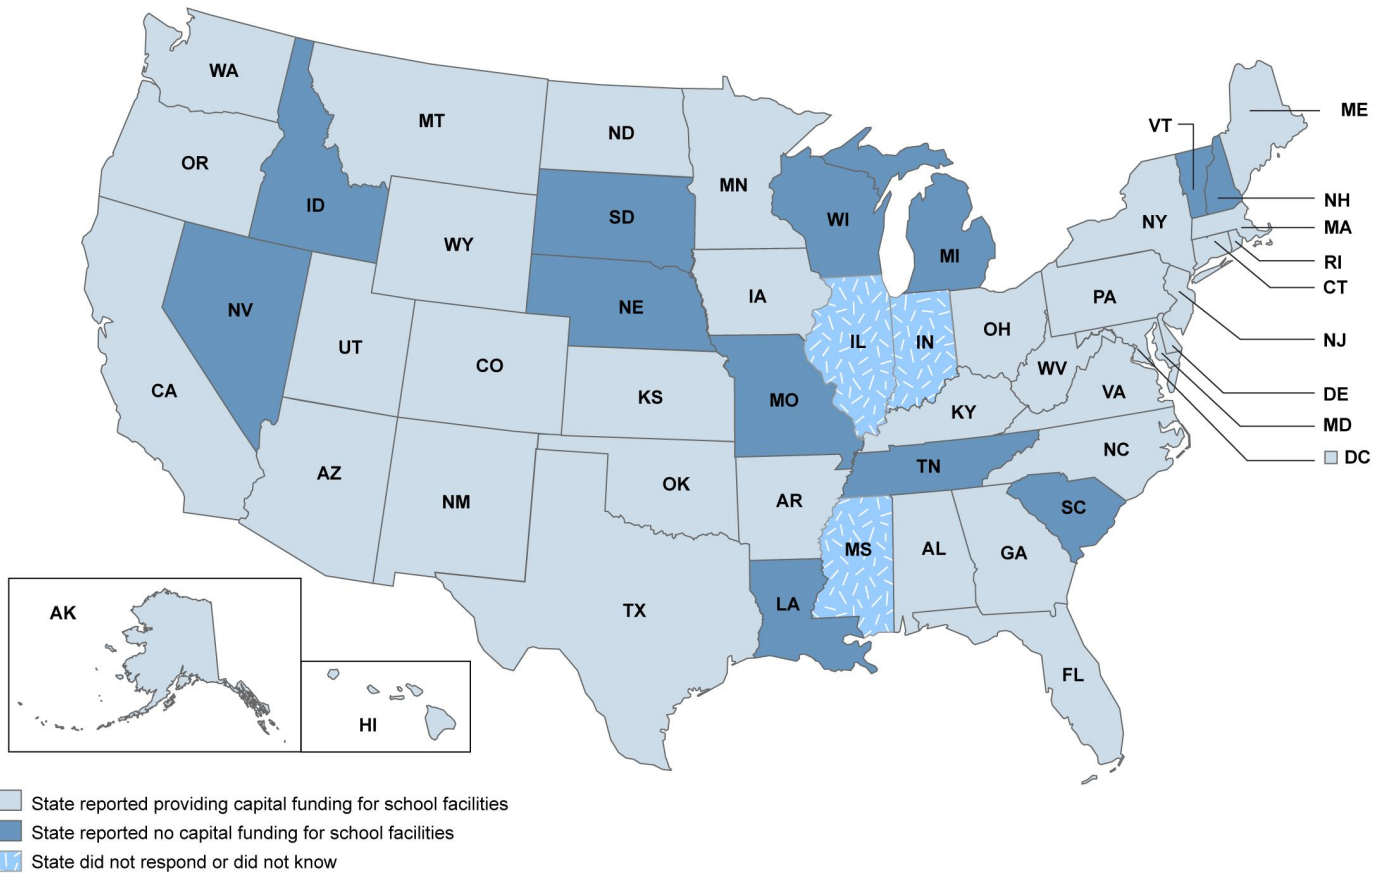 WA
MT
ND
ME
VT
OR
MN
ID
SD
WI
NY
NH
MA
WY
MI
RI
CT
IA
PA
NV
NE
OH
NJ
UT
IL
IN
CO
WV
DE
CA
KS
MO
KY
VA
MD
NC
DC
AZ
TN
OK
NM
AR
SC
MS
AL
GA
AK
LA
TX
FL
HI
State reported providing capital funding for school facilities
State reported no capital funding for school facilities
State did not respond or did not know